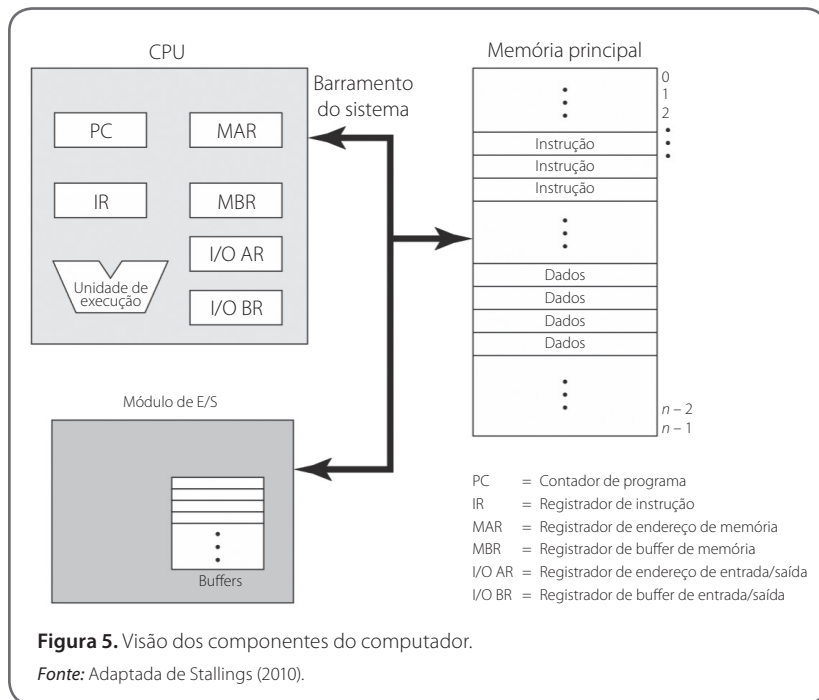 CPU
PC
MAR
IR
MBR
I/O AR
I/O BR
Unidade de
execução
Barramento
do sistema
Memória principal
0
1
2
Instrução
Instrução
Instrução
Dados
Dados
Dados
Dados
n – 2
n – 1
Módulo de E/S
Buffers
PC = Contador de programa
IR = Registrador de instrução
MAR = Registrador de endereço de memória
MBR = Registrador de buffer de memória
I/O AR = Registrador de endereço de entrada/saída
I/O BR = Registrador de buffer de entrada/saída
Figura 5. Visão dos componentes do computador.
Fonte: Adaptada de Stallings (2010).